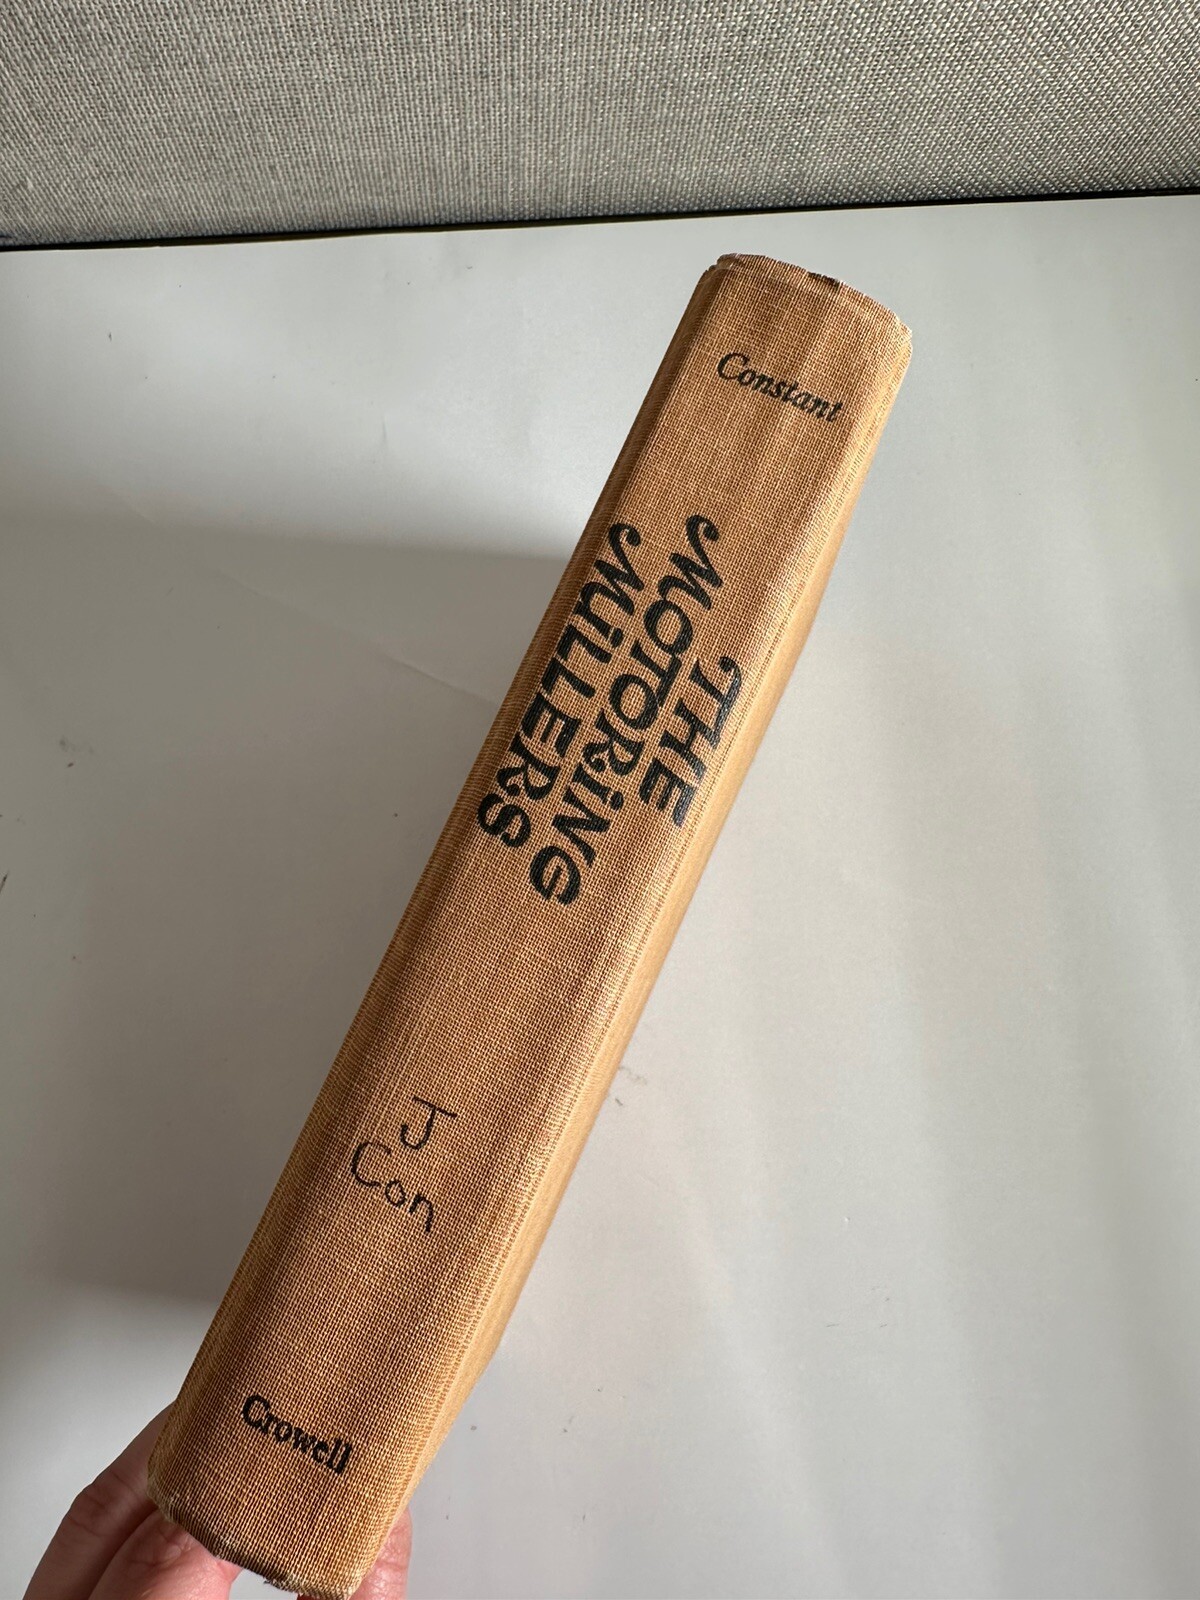 Constant
THE
MOTORiNG
MiLLERS
J
Con
Crowell